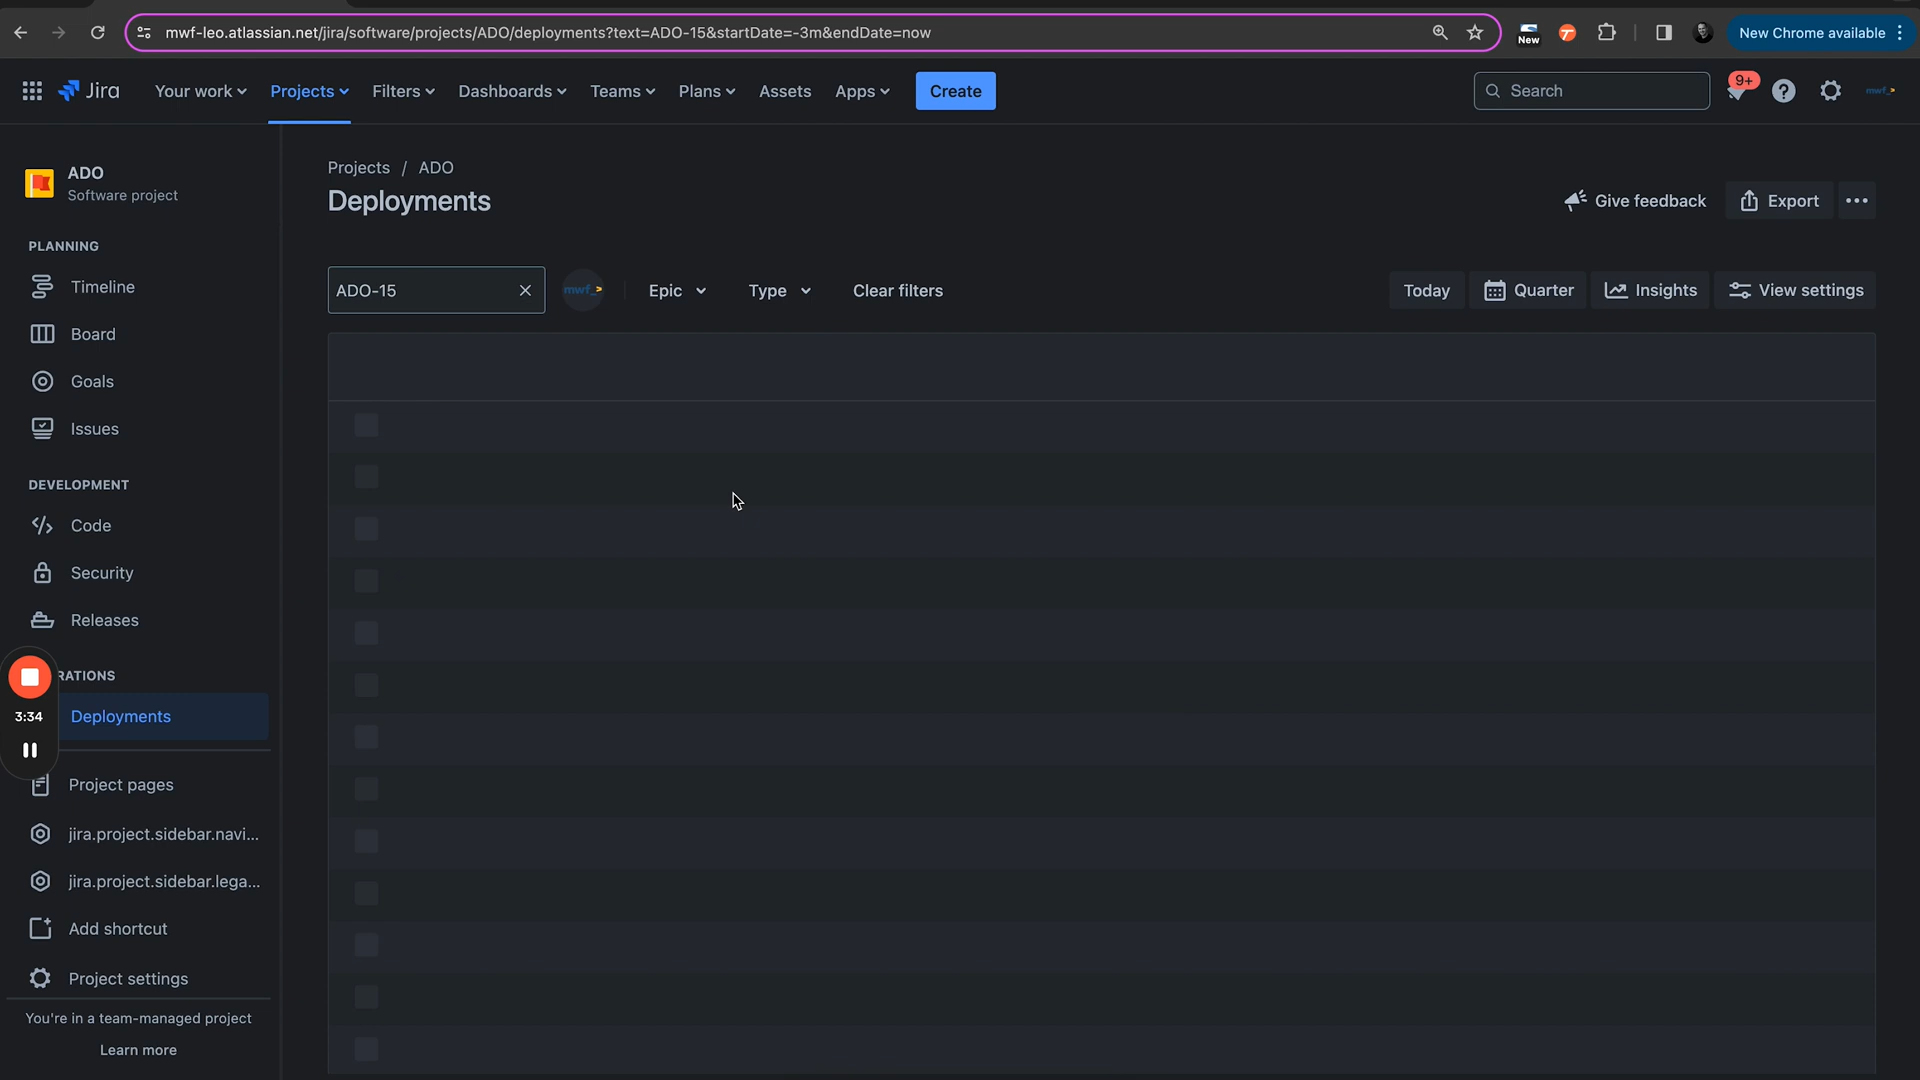 mwf-leo.atlassian.net/jira/software/projects/ADO/deployments?text=ADO-15&startDate=-3m&endDate=now
New
New Chrome available
Jira
Your work
Projects
Filters
Dashboards
Teams
Plans
Assets
Apps
Create
Search
9+
mwf_>
ADO
Software project
PLANNING
Timeline
Board
Goals
Issues
DEVELOPMENT
Code
Security
Releases
RATIONS
Deployments
3:34
Project pages
jira.project.sidebar.navi...
jira.project.sidebar.lega...
Add shortcut
Project settings
You're in a team-managed project
Learn more
Projects / ADO
Deployments
Give feedback
Export
ADO-15
mwf_>
Epic
Type
Clear filters
Today
Quarter
Insights
View settings